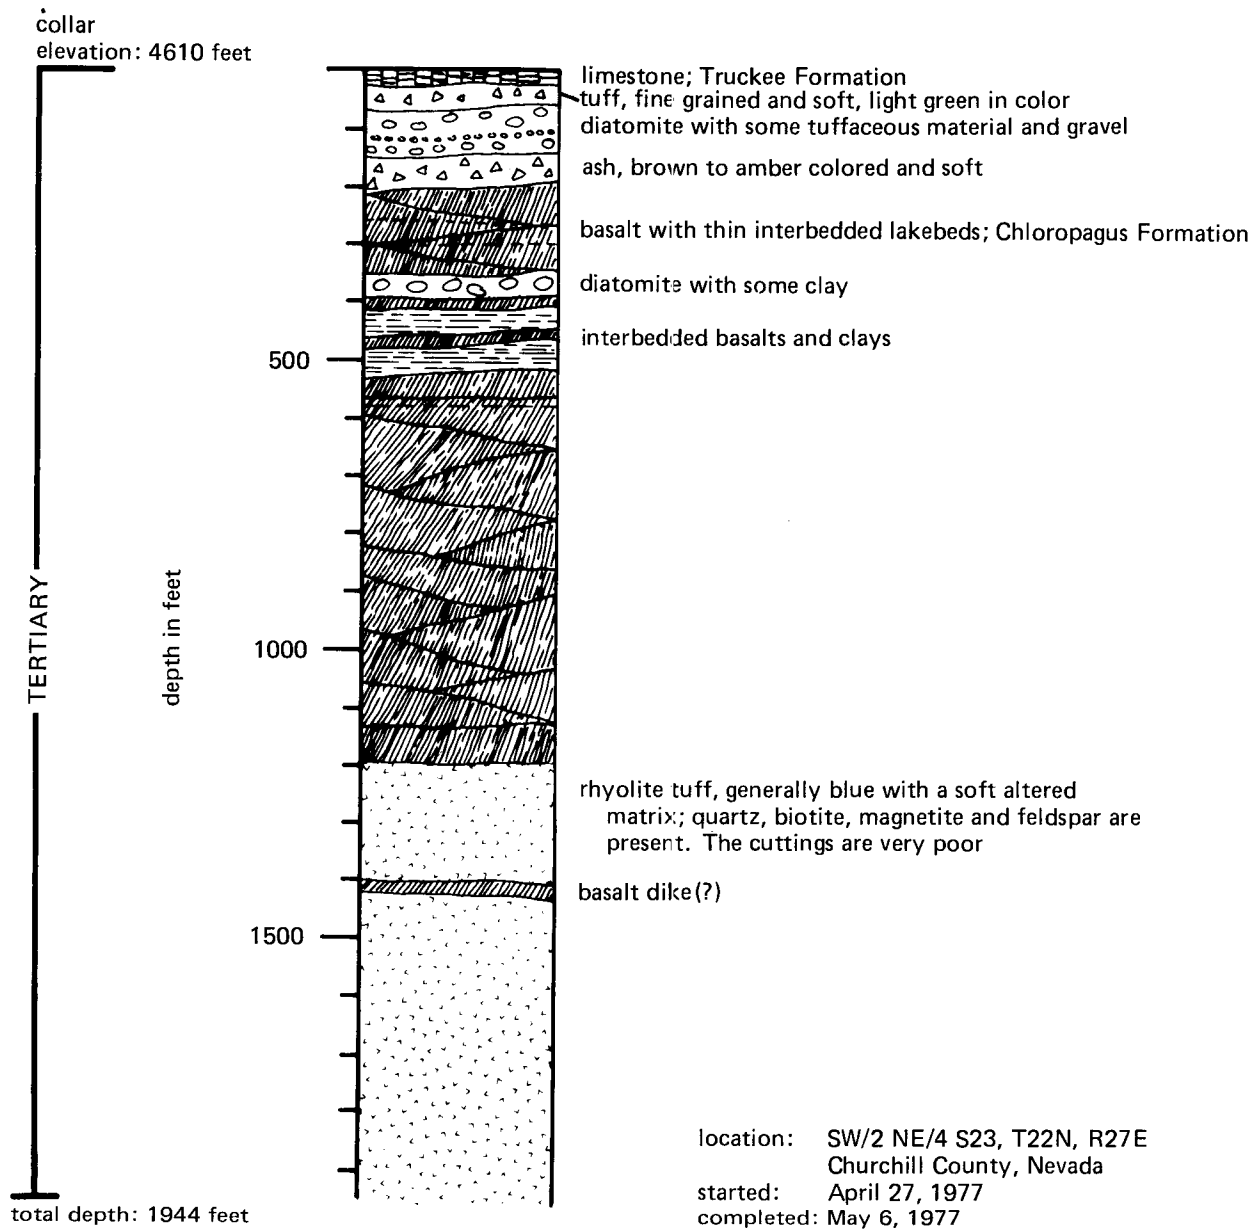 collar
elevation: 4610 feet
limestone; Truckee Formation
tuff, fine grained and soft, light green in color
diatomite with some tuffaceous material and gravel
ash, brown to amber colored and soft
basalt with thin interbedded lakebeds; Chloropagus Formation
diatomite with some clay
interbedded basalts and clays
500
1000
TERTIARY
depth in feet
rhyolite tuff, generally blue with a soft altered
matrix; quartz, biotite, magnetite and feldspar are
present. The cuttings are very poor
basalt dike(?)
1500
location: SW/2 NE/4 S23, T22N, R27E
Churchill County, Nevada
started: April 27, 1977
completed: May 6, 1977
total depth: 1944 feet